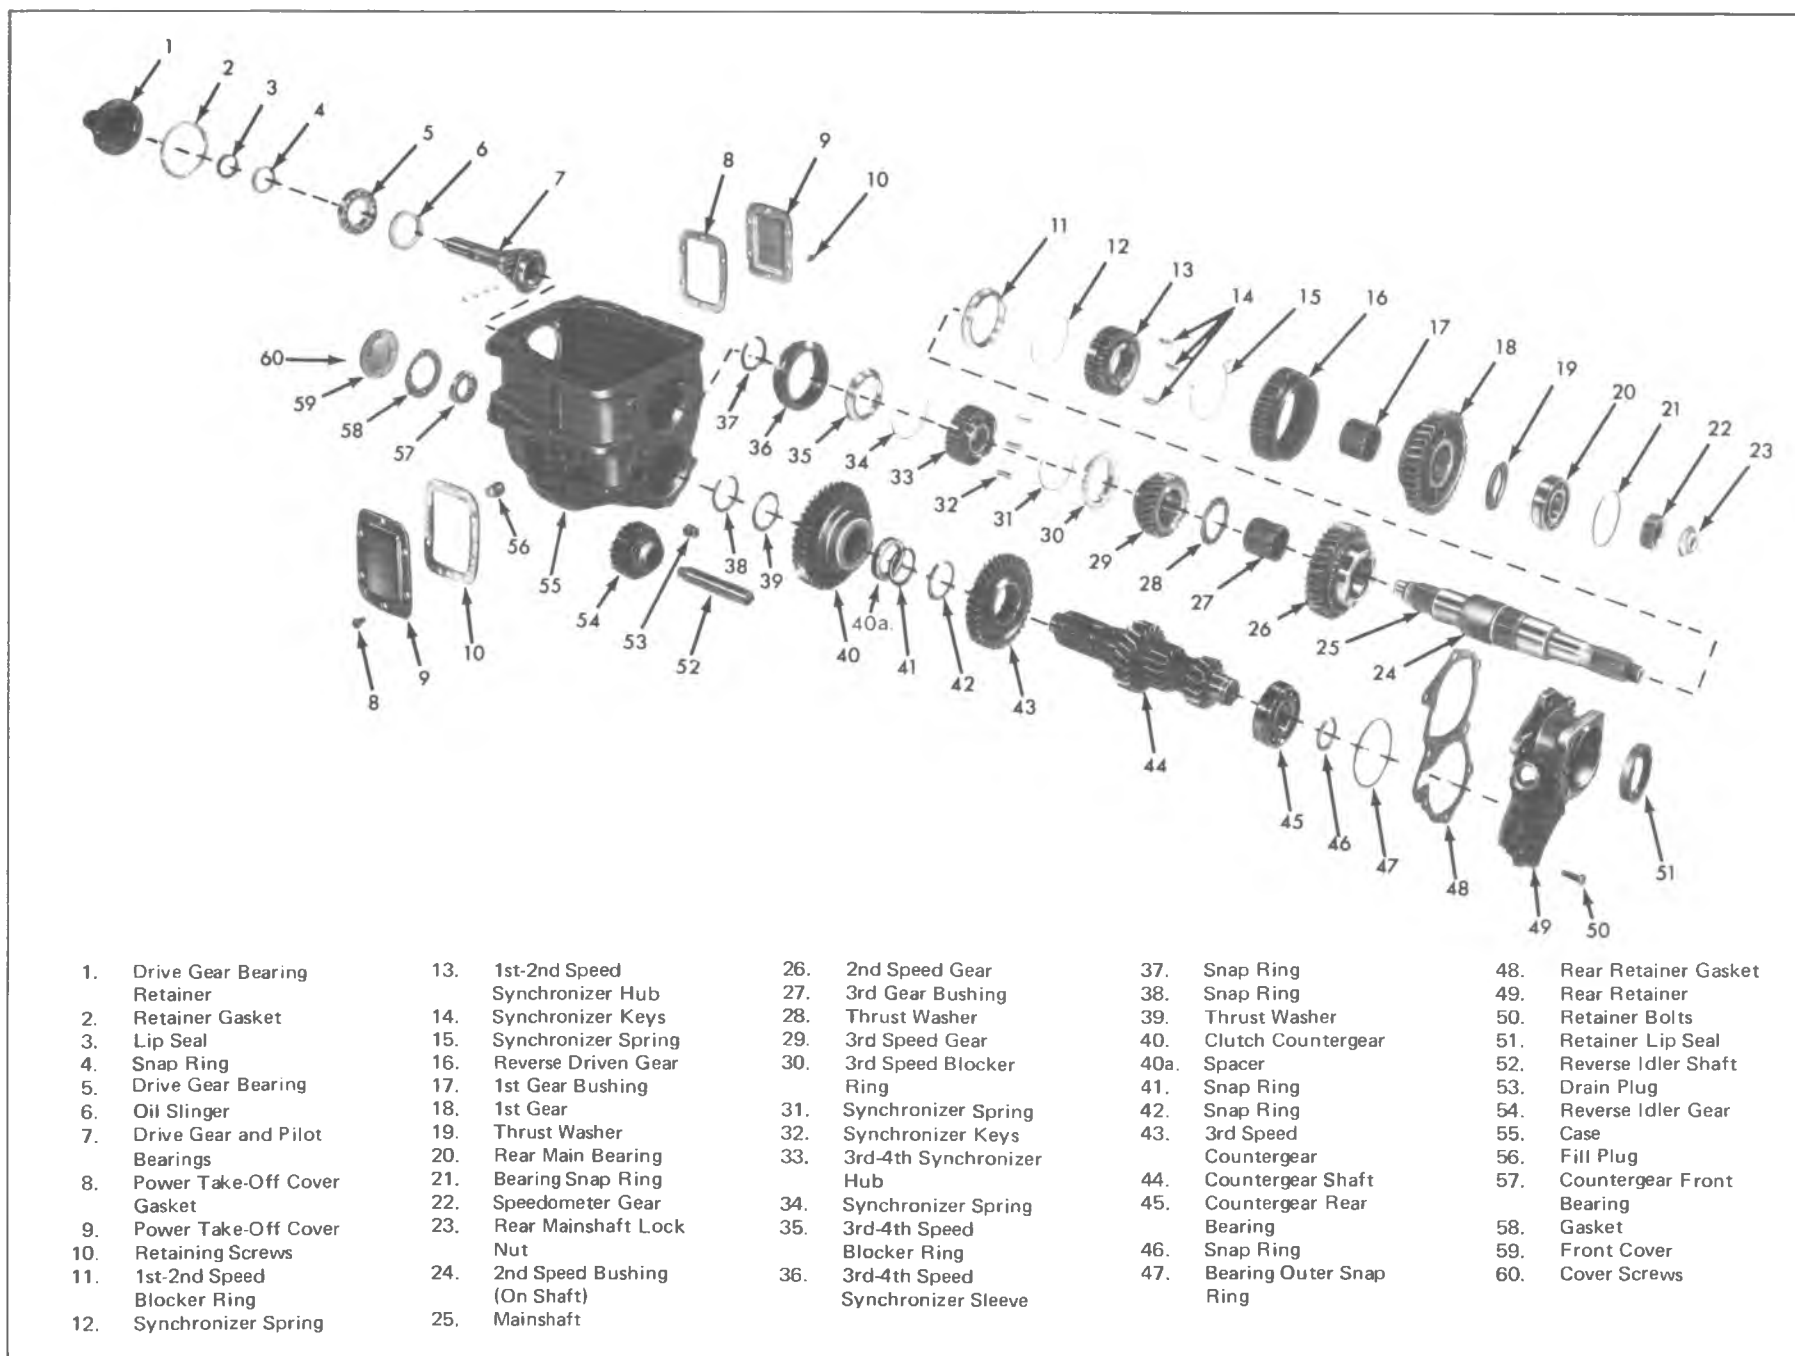 1
2
3
4
5
6
7
8
9
10
11
12
13
14
15
16
17
18
19
20
21
22
23
60
59
58
57
37
36
35
34
33
32
31
30
29
28
27
26
25
24
56
55
54
53
52
38
39
40
40a.
41
42
43
44
45
46
47
48
49
50
51
10
9
8
1. Drive Gear Bearing
Retainer
2. Retainer Gasket
3. Lip Seal
4. Snap Ring
5. Drive Gear Bearing
6. Oil Slinger
7. Drive Gear and Pilot
Bearings
8. Power Take-Off Cover
Gasket
9. Power Take-Off Cover
10. Retaining Screws
11. 1st-2nd Speed
Blocker Ring
12. Synchronizer Spring
13. 1st-2nd Speed
Synchronizer Hub
14. Synchronizer Keys
15. Synchronizer Spring
16. Reverse Driven Gear
17. 1st Gear Bushing
18. 1st Gear
19. Thrust Washer
20. Rear Main Bearing
21. Bearing Snap Ring
22. Speedometer Gear
23. Rear Mainshaft Lock
Nut
24. 2nd Speed Bushing
(On Shaft)
25. Mainshaft
26. 2nd Speed Gear
27. 3rd Gear Bushing
28. Thrust Washer
29. 3rd Speed Gear
30. 3rd Speed Blocker
Ring
31. Synchronizer Spring
32. Synchronizer Keys
33. 3rd-4th Synchronizer
Hub
34. Synchronizer Spring
35. 3rd-4th Speed
Blocker Ring
36. 3rd-4th Speed
Synchronizer Sleeve
37. Snap Ring
38. Snap Ring
39. Thrust Washer
40. Clutch Countergear
40a. Spacer
41. Snap Ring
42. Snap Ring
43. 3rd Speed
Countergear
44. Countergear Shaft
45. Countergear Rear
Bearing
46. Snap Ring
47. Bearing Outer Snap
Ring
48. Rear Retainer Gasket
49. Rear Retainer
50. Retainer Bolts
51. Retainer Lip Seal
52. Reverse Idler Shaft
53. Drain Plug
54. Reverse Idler Gear
55. Case
56. Fill Plug
57. Countergear Front
Bearing
58. Gasket
59. Front Cover
60. Cover Screws